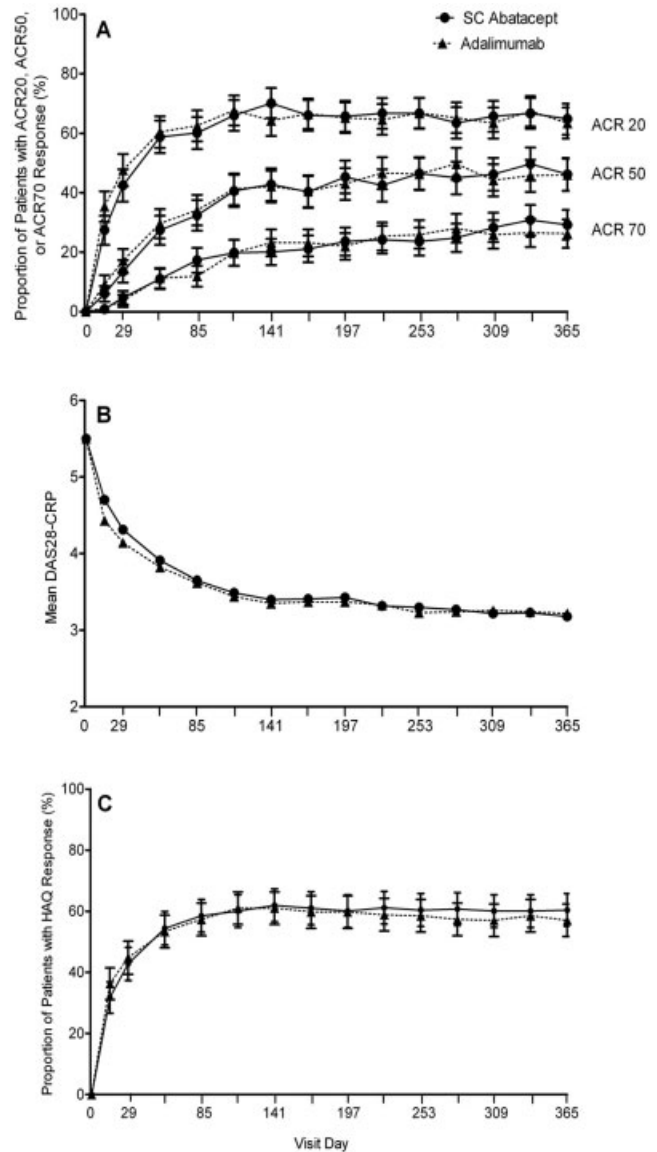 A
SC Abatacept
Adalimumab
Proportion of Patients with ACR20, ACR50,
or ACR70 Response (%)
100
80
60
40
20
0
ACR 20
ACR 50
ACR 70
0 29 85 141 197 253 309 365
B
Mean DAS28-CRP
6
5
4
3
2
0 29 85 141 197 253 309 365
C
Proportion of Patients with HAQ Response (%)
100
80
60
40
20
0
0 29 85 141 197 253 309 365
Visit Day